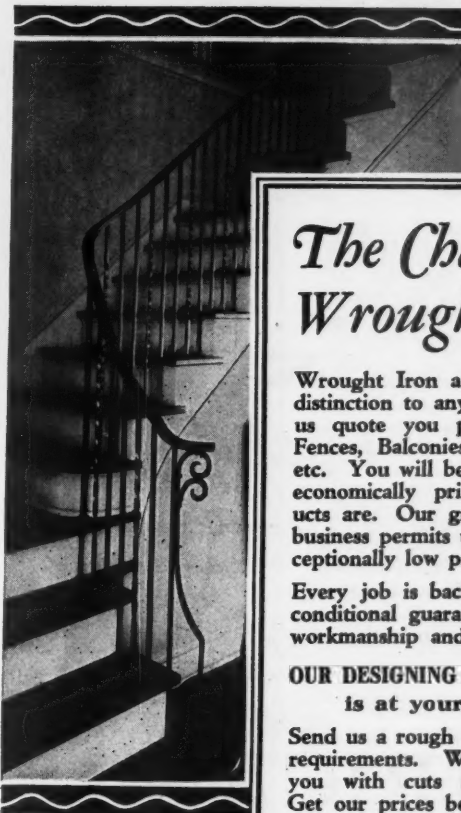 The Cha
Wrough
Wrought Iron a
distinction to any
us quote you p
Fences, Balconies
etc. You will be
economically pri
ucts are. Our g
business permits
ceptionally low p
Every job is bac
conditional guara
workmanship and
OUR DESIGNING
is at your
Send us a rough
requirements. W
you with cuts
Get our prices be